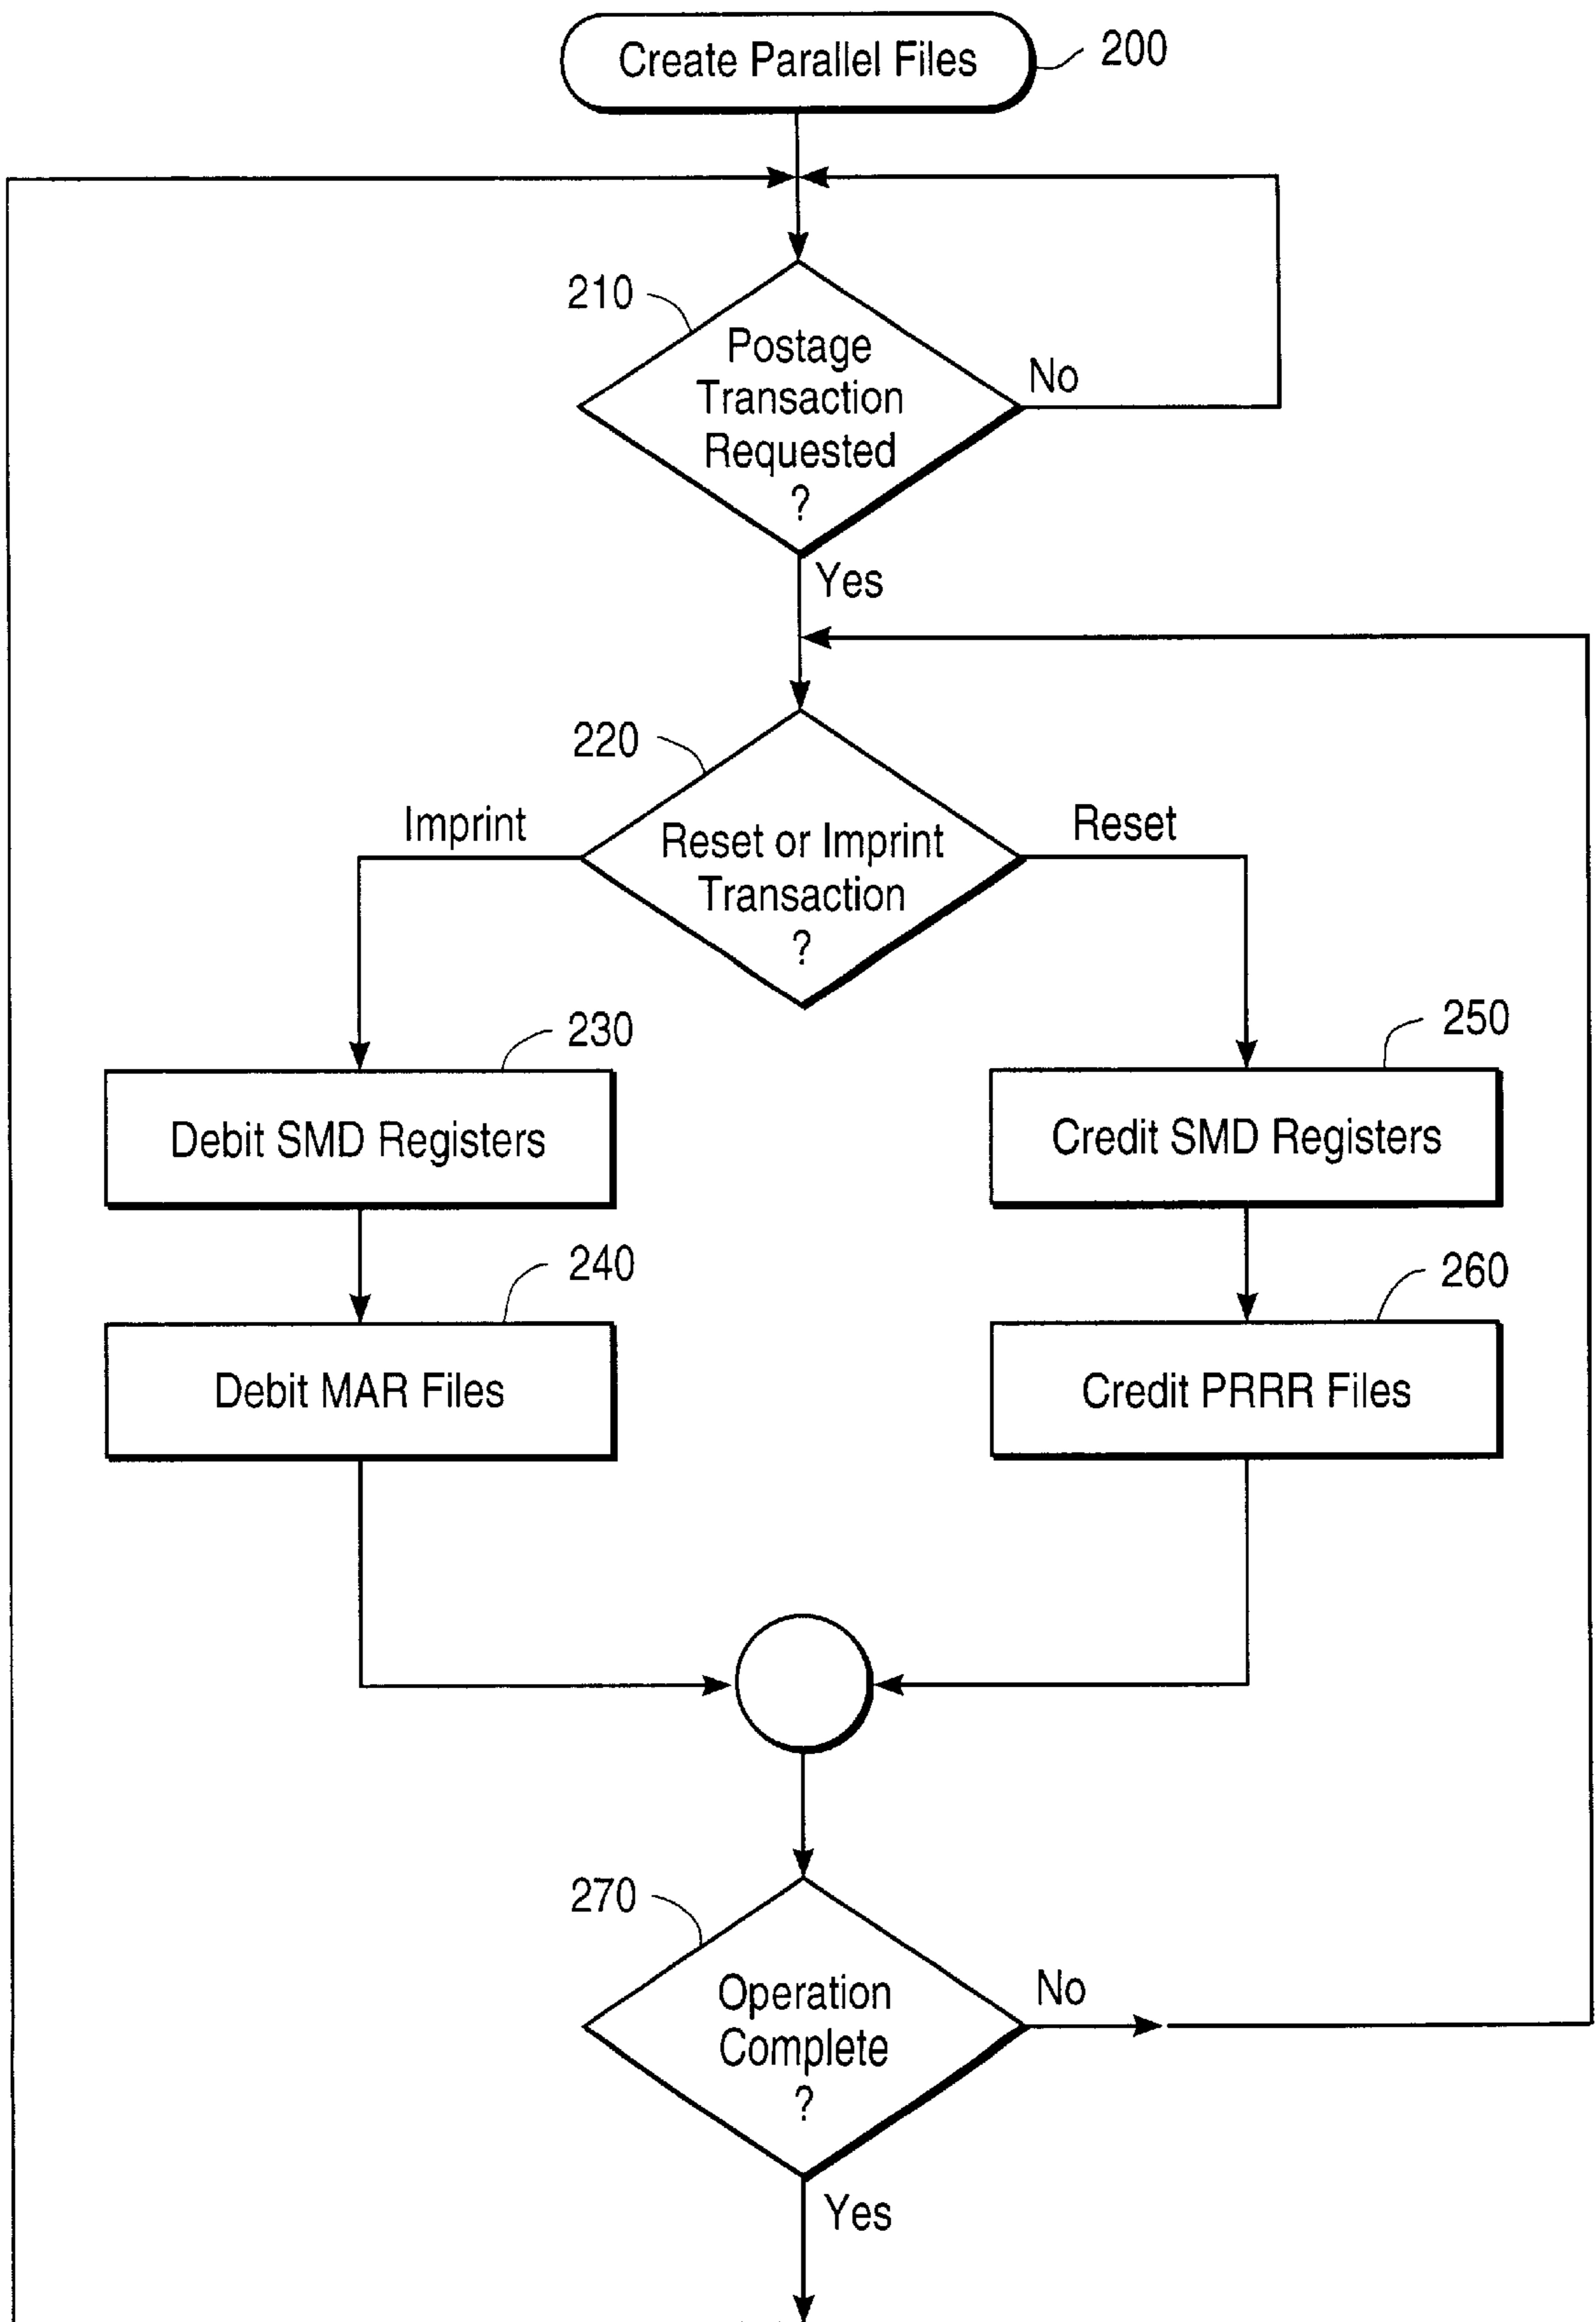 Create Parallel Files
200
210
Postage
Transaction
Requested
?
No
Yes
220
Imprint
Reset or Imprint
Transaction
?
Reset
230
Debit SMD Registers
250
Credit SMD Registers
240
Debit MAR Files
260
Credit PRRR Files
270
Operation
Complete
?
No
Yes